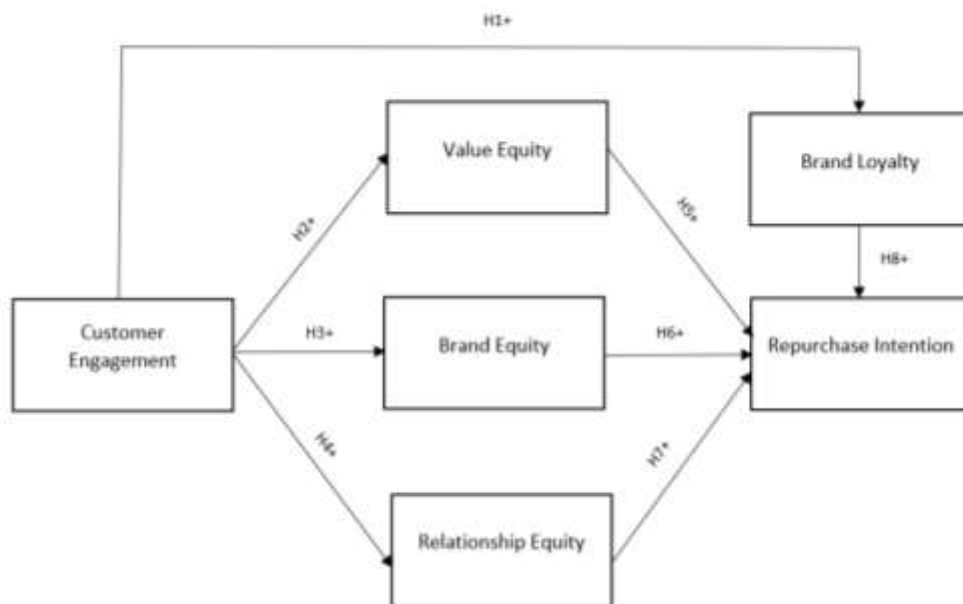 H1+
Value Equity
Brand Loyalty
H2+
H5+
H8+
Customer
Engagement
H3+
Brand Equity
H6+
Repurchase Intention
H4+
H7+
Relationship Equity